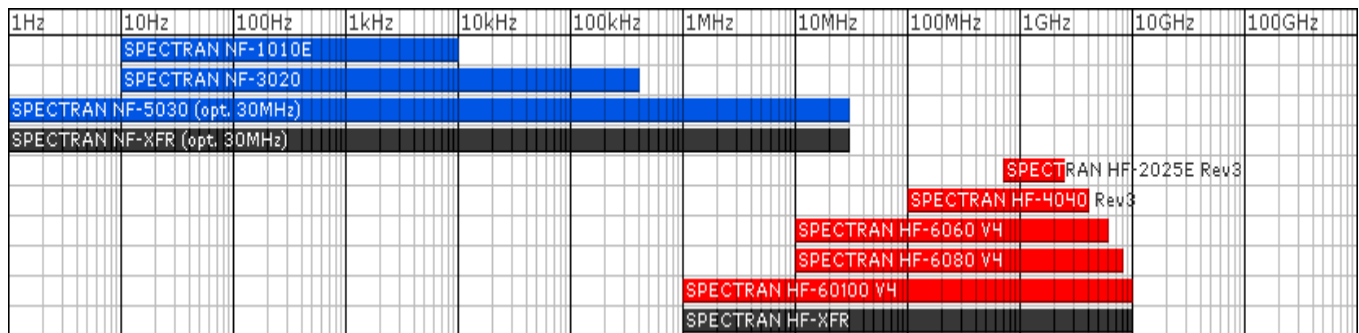 1Hz 10Hz 100Hz 1kHz 10kHz 100kHz 1MHz 10MHz 100MHz 1GHz 10GHz 100GHz
SPECTRAN NF-1010E
SPECTRAN NF-3020
SPECTRAN NF-5030 (opt. 30MHz)
SPECTRAN NF-XFR (opt. 30MHz)
SPECTRAN HF-2025E Rev3
SPECTRAN HF-4040 Rev3
SPECTRAN HF-6060 V4
SPECTRAN HF-6080 V4
SPECTRAN HF-60100 V4
SPECTRAN HF-XFR